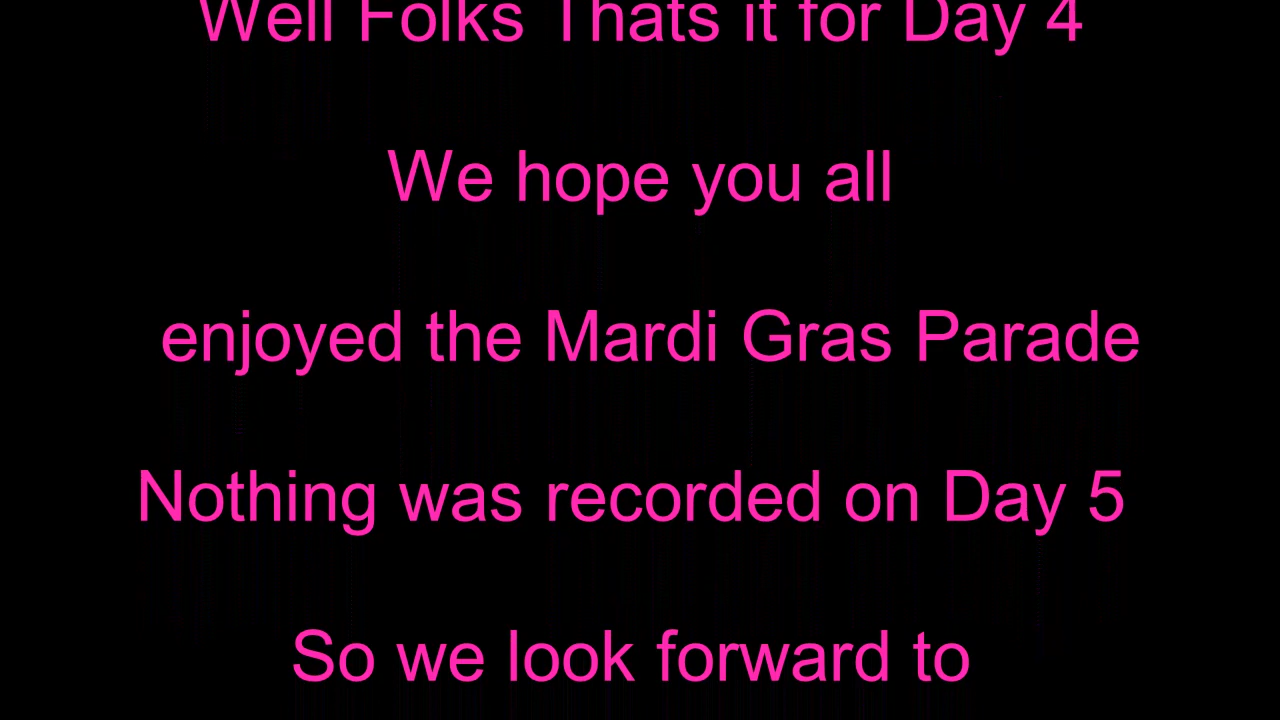 Well Folks Thats it for Day 4
We hope you all
enjoyed the Mardi Gras Parade
Nothing was recorded on Day 5
So we look forward to